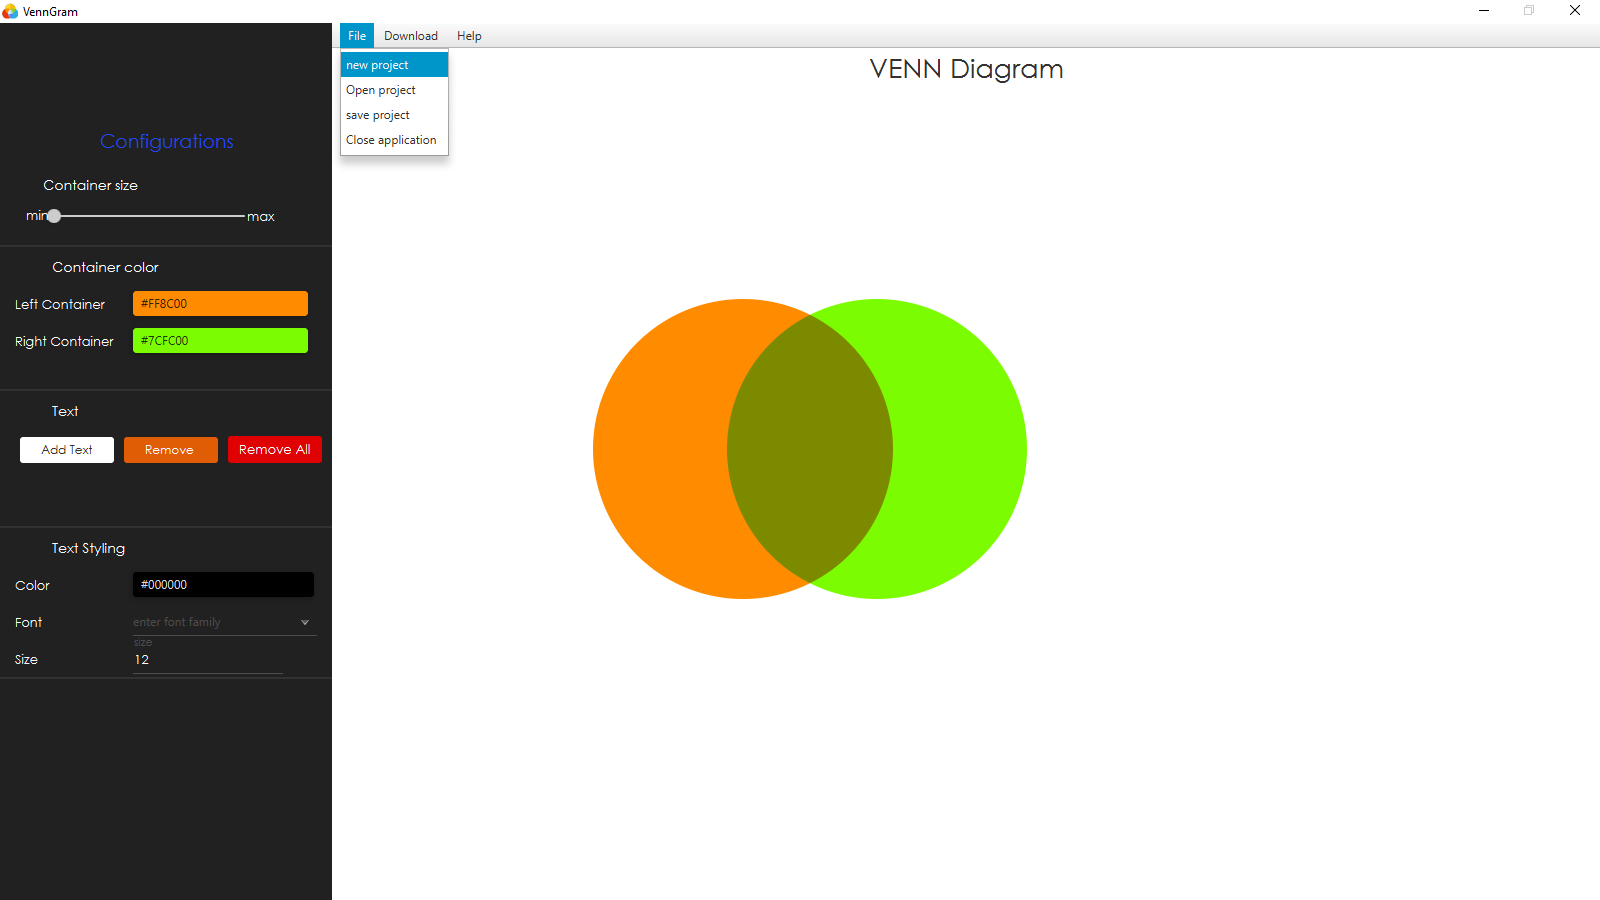 VennGram
File Download Help
new project
Open project
save project
Close application
VENN Diagram
Configurations
Container size
min max
Container color
Left Container #FF8C00
Right Container #7CFC00
Text
Add Text Remove Remove All
Text Styling
Color #000000
Font enter font family
size
Size 12